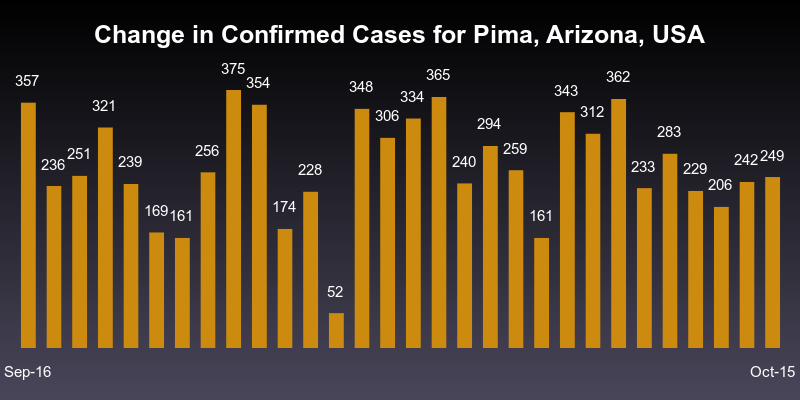 Change in Confirmed Cases for Pima, Arizona, USA
357 236 251 321 239 169 161 256 375 354 174 228 52 348 306 334 365 240 294 259 161 343 312 362 233 283 229 206 242 249
Sep-16 Oct-15